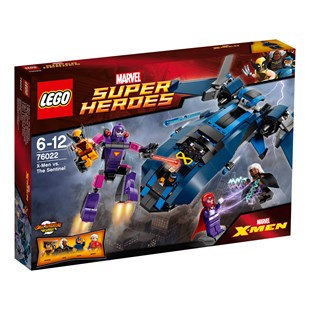 LEGO
MARVEL
SUPER HEROES
6-12
76022
X-Men vs.
The Sentinel
MARVEL
X-MEN